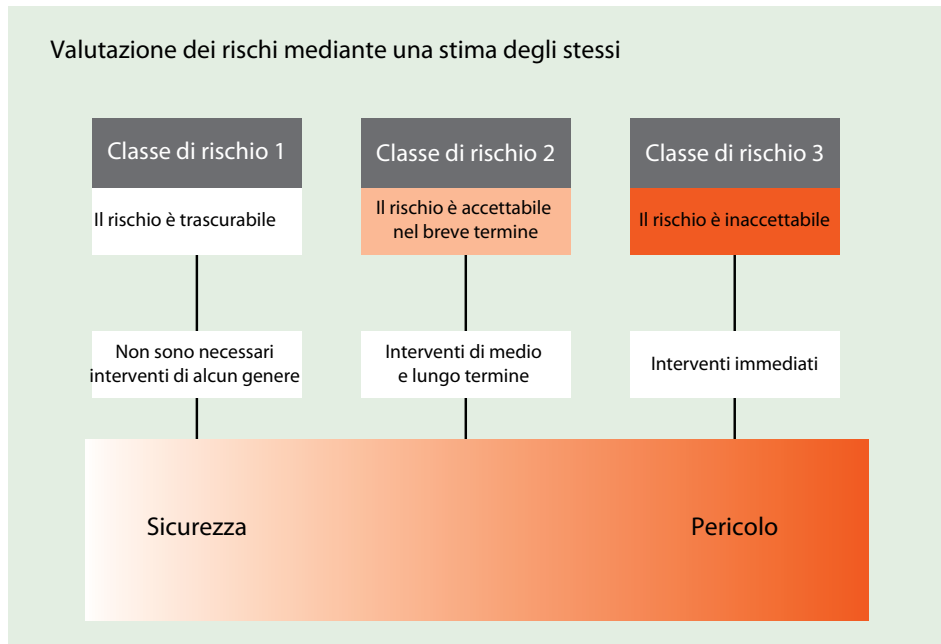 Valutazione dei rischi mediante una stima degli stessi
Classe di rischio 1
Il rischio è trascurabile
Non sono necessari
interventi di alcun genere
Classe di rischio 2
Il rischio è accettabile
nel breve termine
Interventi di medio
e lungo termine
Classe di rischio 3
Il rischio è inaccettabile
Interventi immediati
Sicurezza
Pericolo